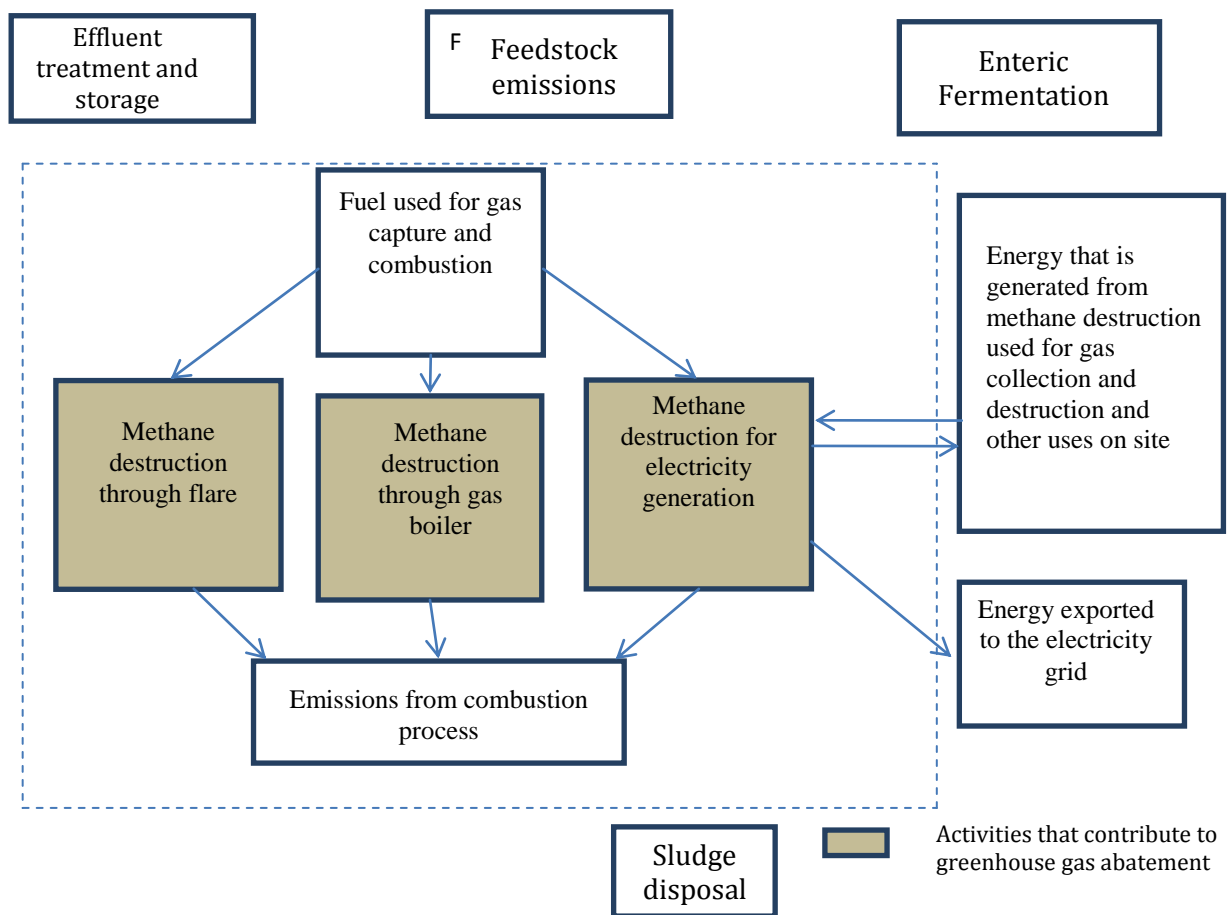 Effluent
treatment and
storage
F
Feedstock
emissions
Enteric
Fermentation
Fuel used for gas
capture and
combustion
Energy that is
generated from
methane destruction
used for gas
collection and
destruction and
other uses on site
Methane
destruction
through flare
Methane
destruction
through gas
boiler
Methane
destruction for
electricity
generation
Energy exported
to the electricity
grid
Emissions from combustion
process
Sludge
disposal
Activities that contribute to
greenhouse gas abatement